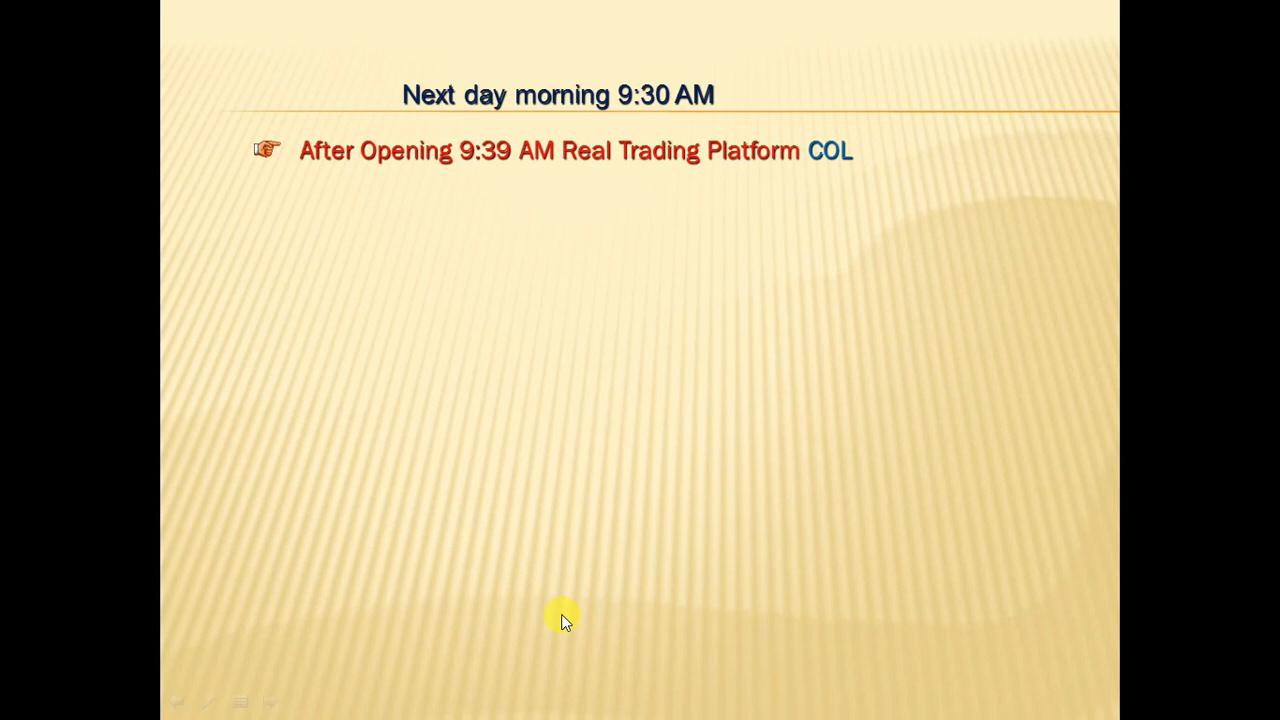 Next day morning 9:30 AM
After Opening 9:39 AM Real Trading Platform COL